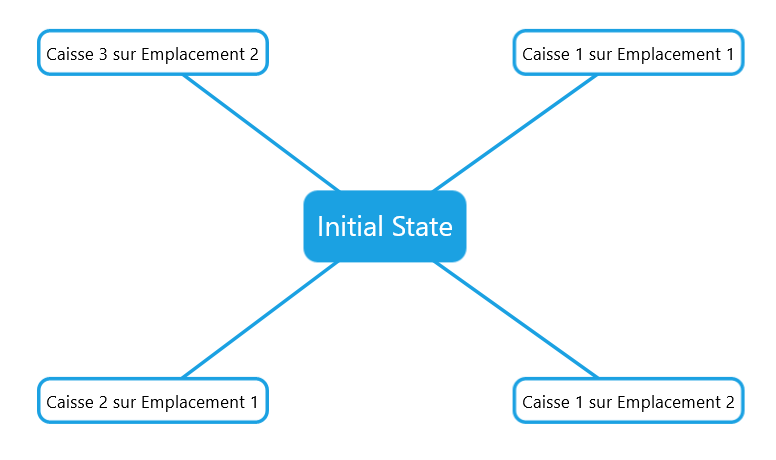 Caisse 3 sur Emplacement 2
Caisse 1 sur Emplacement 1
Initial State
Caisse 2 sur Emplacement 1
Caisse 1 sur Emplacement 2